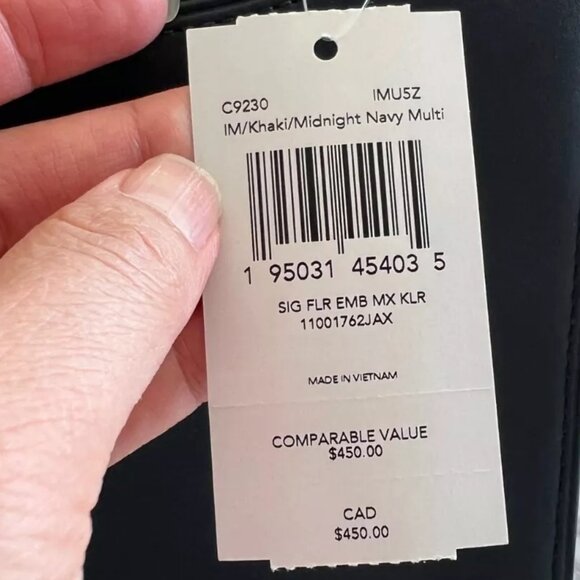 C9230 IMU5Z
IM/Khaki/Midnight Navy Multi
1 95031 45403 5
SIG FLR EMB MX KLR
11001762JAX
MADE IN VIETNAM
COMPARABLE VALUE
$450.00
CAD
$450.00